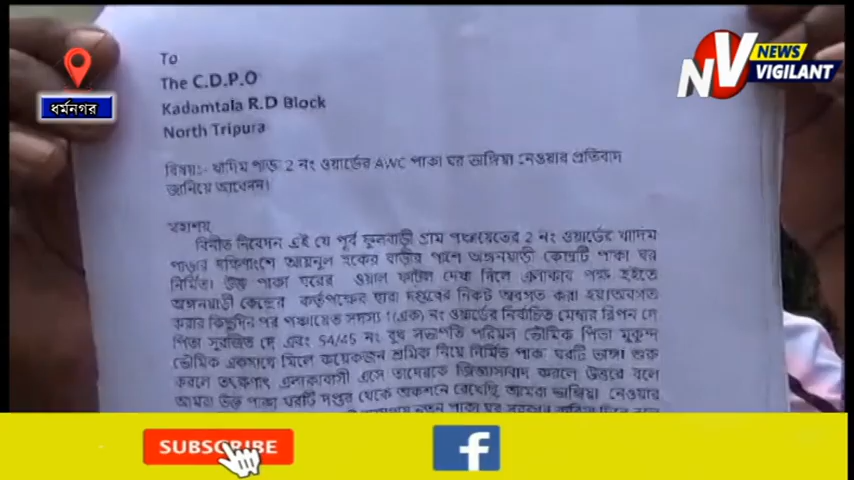 ধর্মনগর
NV NEWS VIGILANT
To
The C.D.P.O
Kadamtala R.D Block
North Tripura
বিষয়:- খাদিম পাড়া 2 নং ওয়ার্ডের AWC পাকা ঘর ভাঙ্গিয়া নেওয়ার প্রতিবাদ
জানিয়ে আবেদন।
মহাশয়
বিনীত নিবেদন এই যে পূর্ব ফুলবাড়ী গ্রাম পঞ্চায়েতের 2 নং ওয়ার্ডের খাদিম
পাড়ার দক্ষিণাংশে আয়নুল হকের বাড়ীর পাশে অঙ্গনওয়াড়ী কেন্দ্রটি পাকা ঘর
নির্মিত। উক্ত পাকা ঘরের ওয়াল ফাটল দেখা দিলে এলাকার পক্ষ হইতে
অঙ্গনওয়াড়ী কেন্দ্রের কর্তৃপক্ষের দ্বারা দপ্তরের নিকট অবগত করা হয়।অবগত
করার কিছুদিন পর পঞ্চায়েত সদস্য 1(এক) নং ওয়ার্ডের নির্বাচিত মেম্বার রিপন দে
পিতা সুরজিত দে এবং 54/45 নং বুথ সভাপতি পরিমল ভৌমিক পিতা মুকুন্দ
ভৌমিক একসাথে মিলে কয়েকজন শ্রমিক নিয়ে নির্মিত পাকা ঘরটি ভাঙ্গা শুরু
করলে তৎক্ষণাৎ এলাকাবাসী এসে তাদেরকে জিজ্ঞাসাবাদ করলে উত্তরে বলে
আমরা উক্ত পাকা ঘরটি দপ্তর থেকে অকশনে রেখেছি, আমরা ভাঙ্গিয়া নেওয়ার
SUBSCRIBE
f